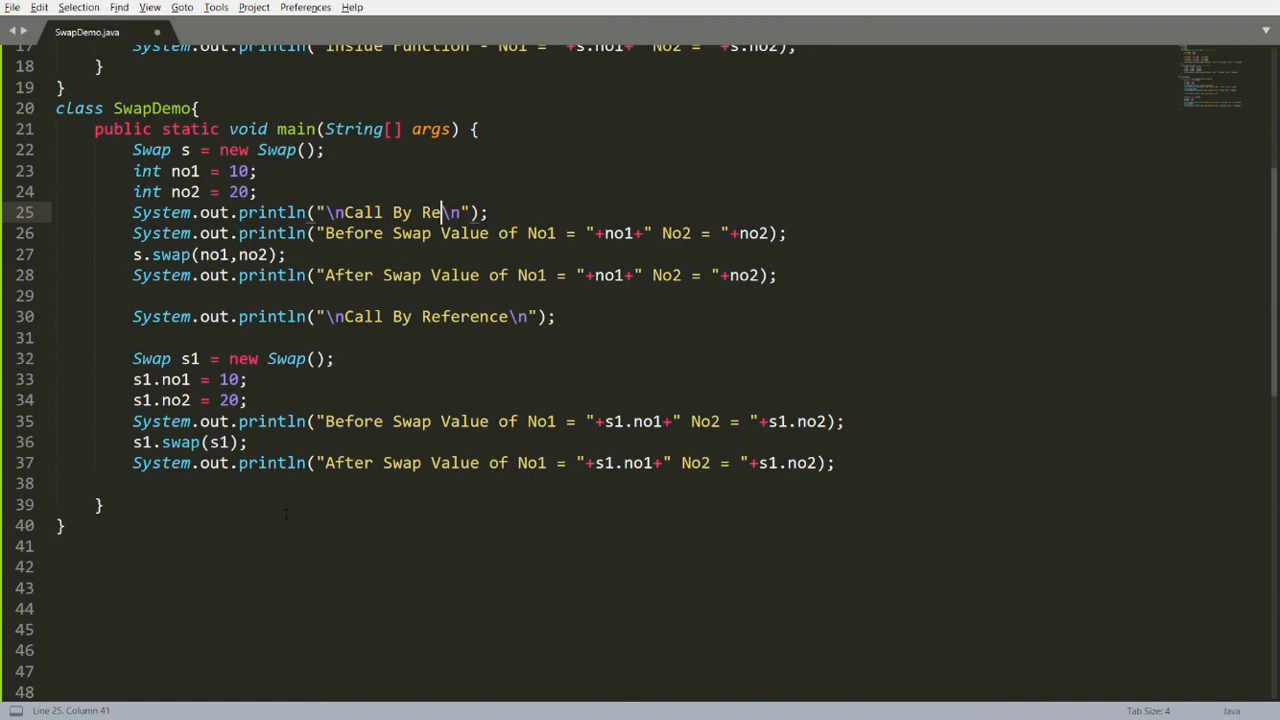 File Edit Selection Find View Goto Tools Project Preferences Help
SwapDemo.java
17 System.out.println("Inside Function - No1 = "+s.no1+" No2 = "+s.no2);
18 }
19 }
20 class SwapDemo{
21 public static void main(String[] args) {
22 Swap s = new Swap();
23 int no1 = 10;
24 int no2 = 20;
25 System.out.println("\nCall By Re\n");
26 System.out.println("Before Swap Value of No1 = "+no1+" No2 = "+no2);
27 s.swap(no1,no2);
28 System.out.println("After Swap Value of No1 = "+no1+" No2 = "+no2);
29
30 System.out.println("\nCall By Reference\n");
31
32 Swap s1 = new Swap();
33 s1.no1 = 10;
34 s1.no2 = 20;
35 System.out.println("Before Swap Value of No1 = "+s1.no1+" No2 = "+s1.no2);
36 s1.swap(s1);
37 System.out.println("After Swap Value of No1 = "+s1.no1+" No2 = "+s1.no2);
38
39 }
40 }
41
42
43
44
45
46
47
48
Line 25, Column 41 Tab Size: 4 Java